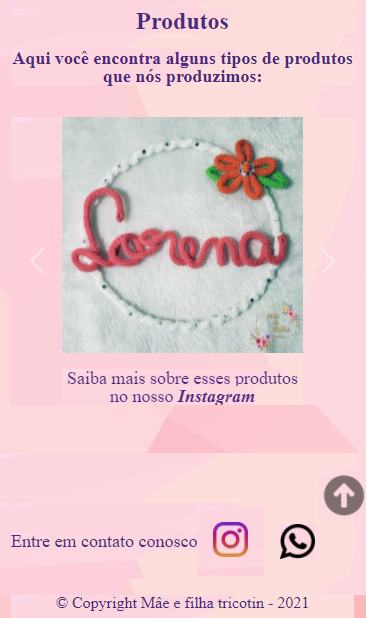 Produtos
Aqui você encontra alguns tipos de produtos
que nós produzimos:
Lorena
Mãe
& Filha
Saiba mais sobre esses produtos
no nosso Instagram
Entre em contato conosco
© Copyright Mãe e filha tricotin - 2021